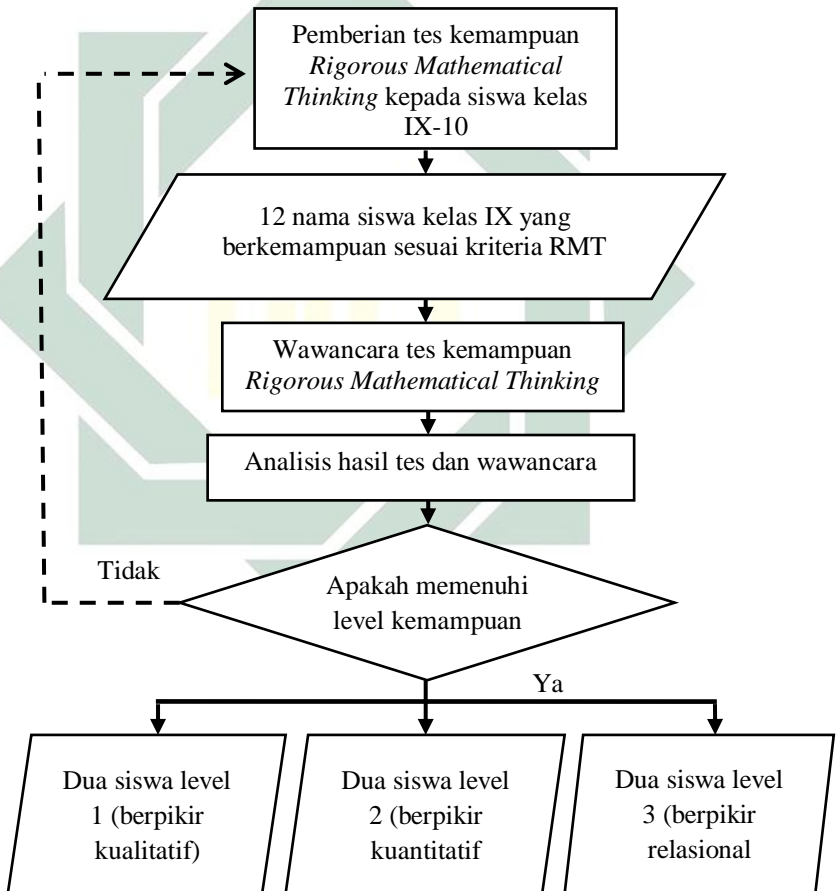 Pemberian tes kemampuan
Rigorous Mathematical
Thinking kepada siswa kelas
IX-10
12 nama siswa kelas IX yang
berkemampuan sesuai kriteria RMT
Wawancara tes kemampuan
Rigorous Mathematical Thinking
Analisis hasil tes dan wawancara
Tidak
Apakah memenuhi
level kemampuan
Ya
Dua siswa level
1 (berpikir
kualitatif)
Dua siswa level
2 (berpikir
kuantitatif
Dua siswa level
3 (berpikir
relasional